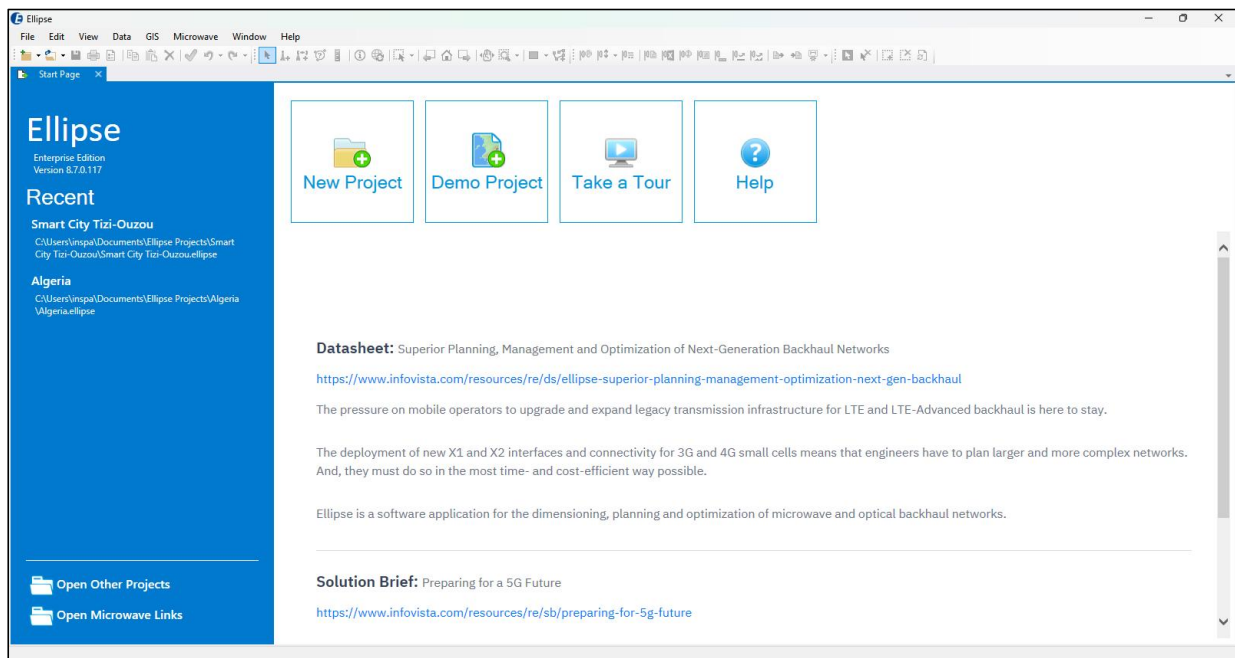 Ellipse
File Edit View Data GIS Microwave Window Help
Start Page
Ellipse
Enterprise Edition
Version 8.7.0.117
Recent
Smart City Tizi-Ouzou
C:\Users\inspa\Documents\Ellipse Projects\Smart
City Tizi-Ouzou\Smart City Tizi-Ouzou.ellipse
Algeria
C:\Users\inspa\Documents\Ellipse Projects\Algeria
\Algeria.ellipse
Open Other Projects
Open Microwave Links
New Project
Demo Project
Take a Tour
Help
Datasheet: Superior Planning, Management and Optimization of Next-Generation Backhaul Networks
https://www.infovista.com/resources/re/ds/ellipse-superior-planning-management-optimization-next-gen-backhaul
The pressure on mobile operators to upgrade and expand legacy transmission infrastructure for LTE and LTE-Advanced backhaul is here to stay.
The deployment of new X1 and X2 interfaces and connectivity for 3G and 4G small cells means that engineers have to plan larger and more complex networks.
And, they must do so in the most time- and cost-efficient way possible.
Ellipse is a software application for the dimensioning, planning and optimization of microwave and optical backhaul networks.
Solution Brief: Preparing for a 5G Future
https://www.infovista.com/resources/re/sb/preparing-for-5g-future